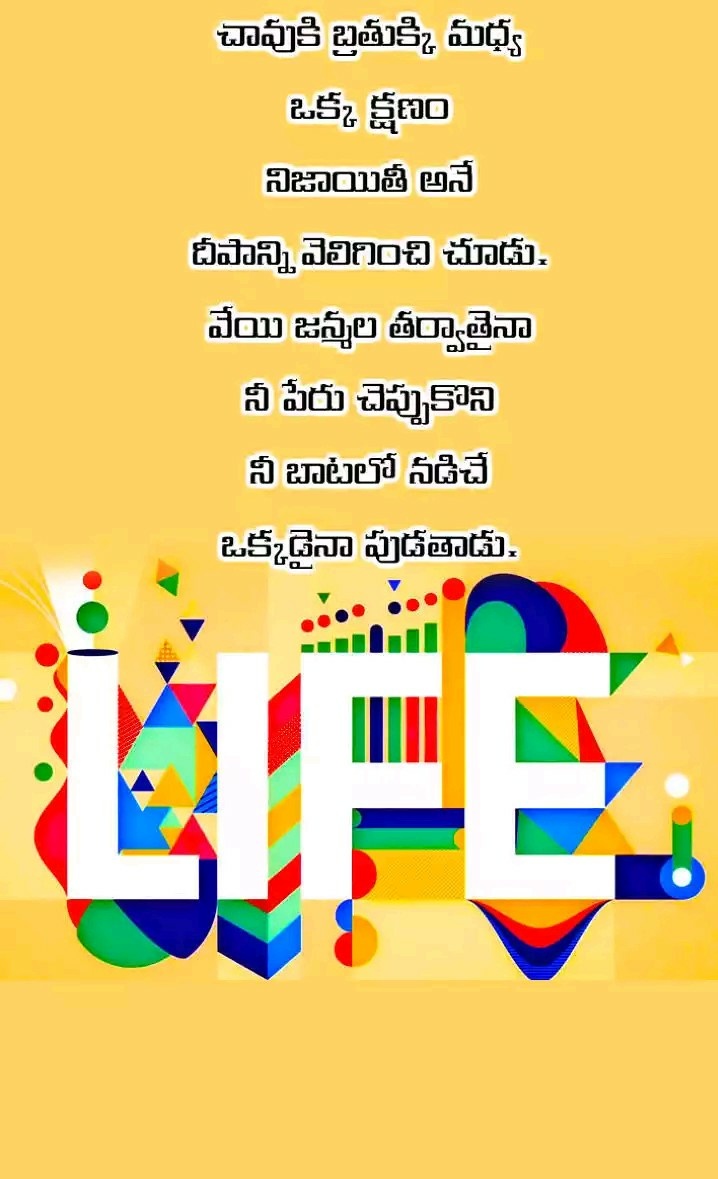 చావుకి బ్రతుక్కి మధ్య
ఒక్క క్షణం
నిజాయితీ అనే
దీపాన్ని వెలిగించి చూడు.
వేయి జన్మల తర్వాతైనా
నీ పేరు చెప్పుకొని
నీ బాటలో నడిచే
ఒక్కడైనా పుడతాడు.
LIFE